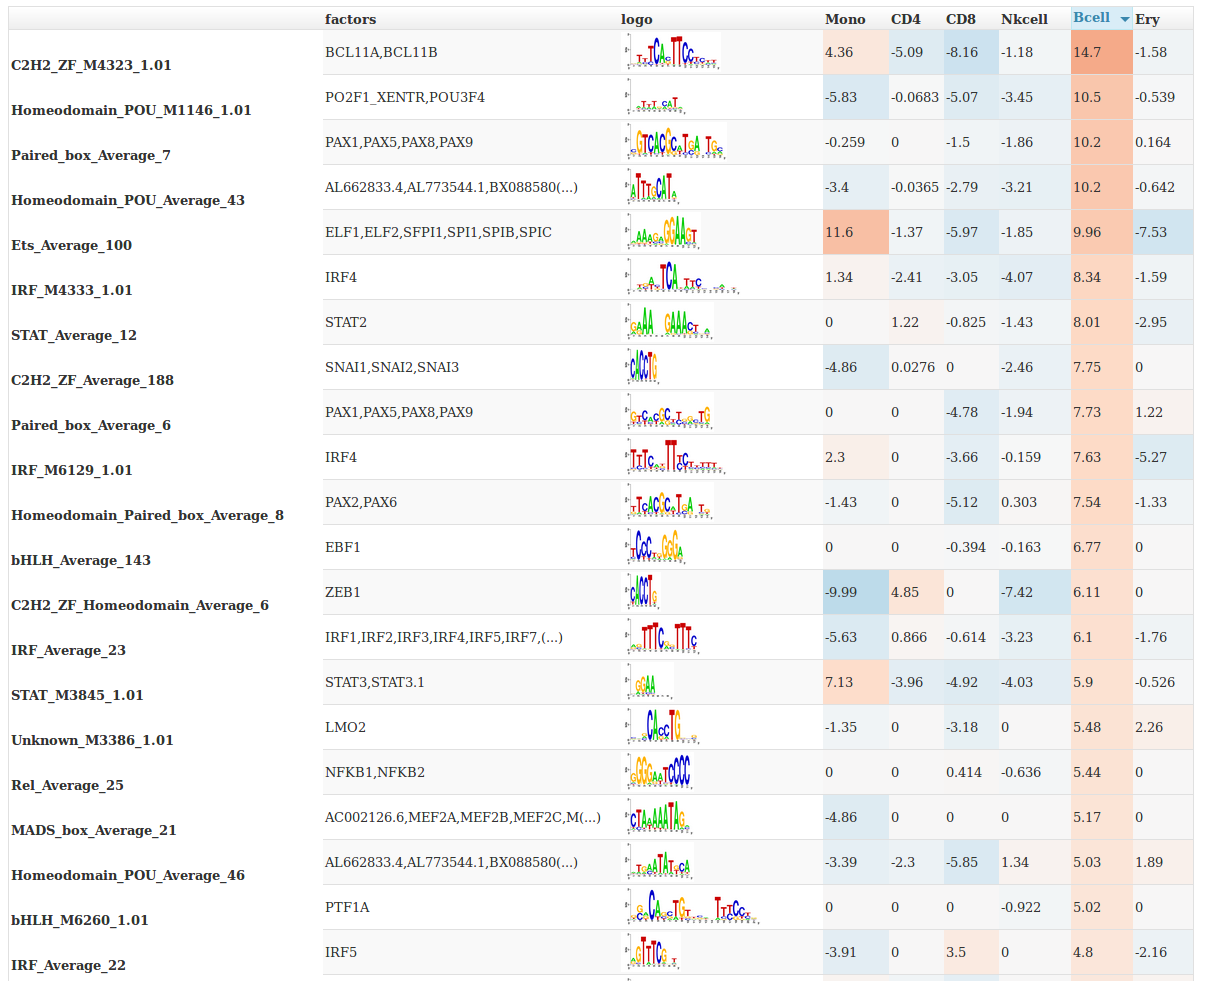 factors logo Mono CD4 CD8 Nkcell Bcell Ery
C2H2_ZF_M4323_1.01 BCL11A,BCL11B 4.36 -5.09 -8.16 -1.18 14.7 -1.58
Homeodomain_POU_M1146_1.01 PO2F1_XENTR,POU3F4 -5.83 -0.0683 -5.07 -3.45 10.5 -0.539
Paired_box_Average_7 PAX1,PAX5,PAX8,PAX9 -0.259 0 -1.5 -1.86 10.2 0.164
Homeodomain_POU_Average_43 AL662833.4,AL773544.1,BX088580(...) -3.4 -0.0365 -2.79 -3.21 10.2 -0.642
Ets_Average_100 ELF1,ELF2,SFPI1,SPI1,SPIB,SPIC 11.6 -1.37 -5.97 -1.85 9.96 -7.53
IRF_M4333_1.01 IRF4 1.34 -2.41 -3.05 -4.07 8.34 -1.59
STAT_Average_12 STAT2 0 1.22 -0.825 -1.43 8.01 -2.95
C2H2_ZF_Average_188 SNAI1,SNAI2,SNAI3 -4.86 0.0276 0 -2.46 7.75 0
Paired_box_Average_6 PAX1,PAX5,PAX8,PAX9 0 0 -4.78 -1.94 7.73 1.22
IRF_M6129_1.01 IRF4 2.3 0 -3.66 -0.159 7.63 -5.27
Homeodomain_Paired_box_Average_8 PAX2,PAX6 -1.43 0 -5.12 0.303 7.54 -1.33
bHLH_Average_143 EBF1 0 0 -0.394 -0.163 6.77 0
C2H2_ZF_Homeodomain_Average_6 ZEB1 -9.99 4.85 0 -7.42 6.11 0
IRF_Average_23 IRF1,IRF2,IRF3,IRF4,IRF5,IRF7,(...) -5.63 0.866 -0.614 -3.23 6.1 -1.76
STAT_M3845_1.01 STAT3,STAT3.1 7.13 -3.96 -4.92 -4.03 5.9 -0.526
Unknown_M3386_1.01 LMO2 -1.35 0 -3.18 0 5.48 2.26
Rel_Average_25 NFKB1,NFKB2 0 0 0.414 -0.636 5.44 0
MADS_box_Average_21 AC002126.6,MEF2A,MEF2B,MEF2C,M(...) -4.86 0 0 0 5.17 0
Homeodomain_POU_Average_46 AL662833.4,AL773544.1,BX088580(...) -3.39 -2.3 -5.85 1.34 5.03 1.89
bHLH_M6260_1.01 PTF1A 0 0 0 -0.922 5.02 0
IRF_Average_22 IRF5 -3.91 0 3.5 0 4.8 -2.16